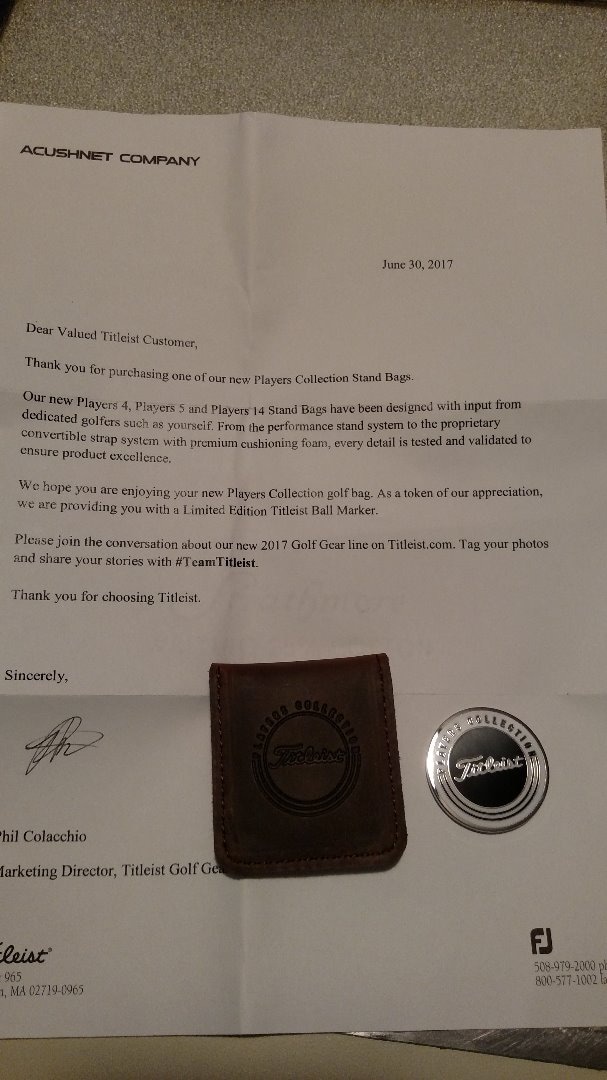 ACUSHNET COMPANY
June 30, 2017
Dear Valued Titleist Customer,
Thank you for purchasing one of our new Players Collection Stand Bags.
Our new Players 4, Players 5 and Players 14 Stand Bags have been designed with input from
dedicated golfers such as yourself. From the performance stand system to the proprietary
convertible strap system with premium cushioning foam, every detail is tested and validated to
ensure product excellence.
We hope you are enjoying your new Players Collection golf bag. As a token of our appreciation,
we are providing you with a Limited Edition Titleist Ball Marker.
Please join the conversation about our new 2017 Golf Gear line on Titleist.com. Tag your photos
and share your stories with #TeamTitleist.
Thank you for choosing Titleist.
Sincerely,
PLAYERS COLLECTION
Titleist
PLAYERS COLLECTION
Titleist
Phil Colacchio
Marketing Director, Titleist Golf Gea
tleist
965
, MA 02719-0965
FJ
508-979-2000 p
800-577-1002